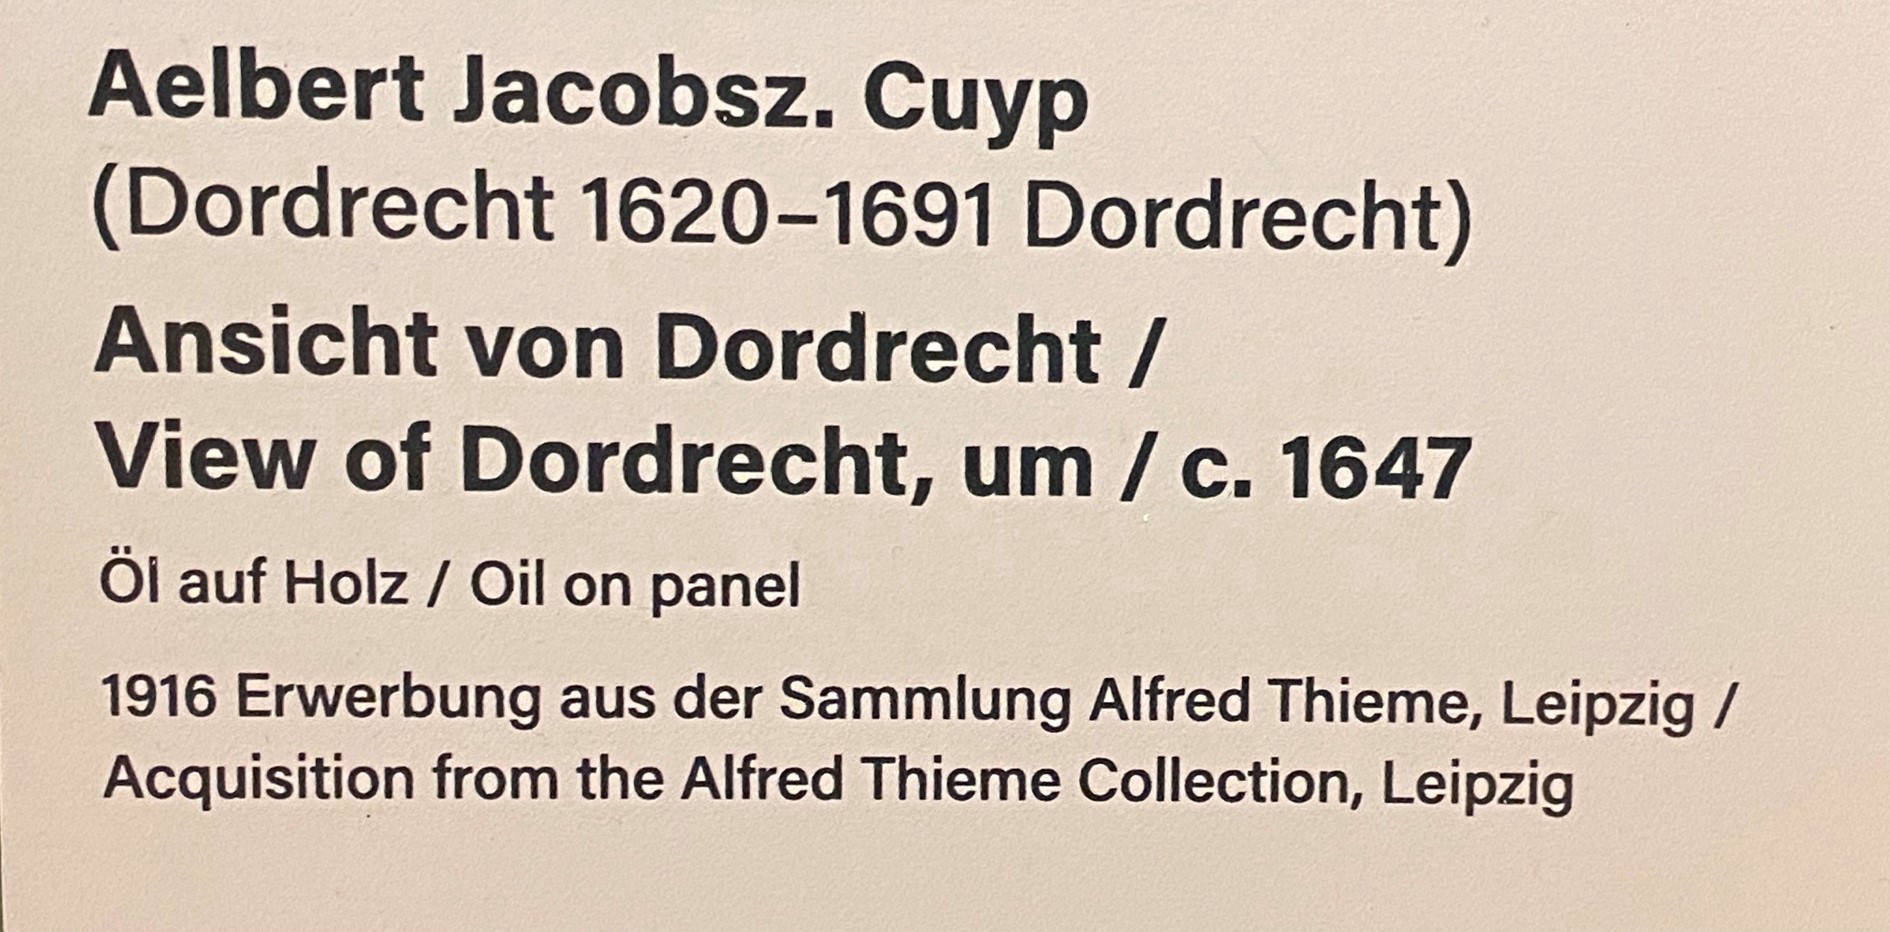 Aelbert Jacobsz. Cuyp
(Dordrecht 1620–1691 Dordrecht)
Ansicht von Dordrecht /
View of Dordrecht, um / c. 1647
Öl auf Holz / Oil on panel
1916 Erwerbung aus der Sammlung Alfred Thieme, Leipzig /
Acquisition from the Alfred Thieme Collection, Leipzig